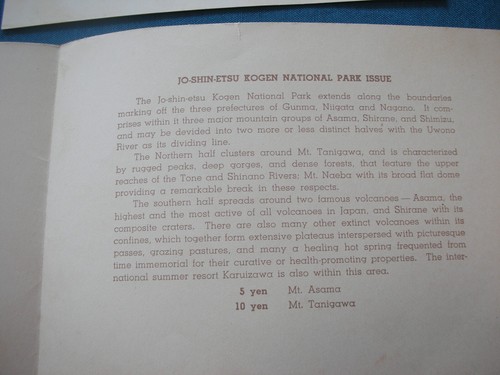 JO-SHIN-ETSU KOGEN NATIONAL PARK ISSUE
The Jo-shin-etsu Kogen National Park extends along the boundaries
marking off the three prefectures of Gunma, Niigata and Nagano. It com-
prises within it three major mountain groups of Asama, Shirane, and Shimizu,
and may be devided into two more or less distinct halves with the Uwono
River as its dividing line.
The Northern half clusters around Mt. Tanigawa, and is characterized
by rugged peaks, deep gorges, and dense forests, that feature the upper
reaches of the Tone and Shinano Rivers; Mt. Naeba with its broad flat dome
providing a remarkable break in these respects.
The southern half spreads around two famous volcanoes — Asama, the
highest and the most active of all volcanoes in Japan, and Shirane with its
composite craters. There are also many other extinct volcanoes within its
confines, which together form extensive plateaus interspersed with picturesque
passes, grazing pastures, and many a healing hot spring frequented from
time immemorial for their curative or health-promoting properties. The inter-
national summer resort Karuizawa is also within this area.
5 yen Mt. Asama
10 yen Mt. Tanigawa